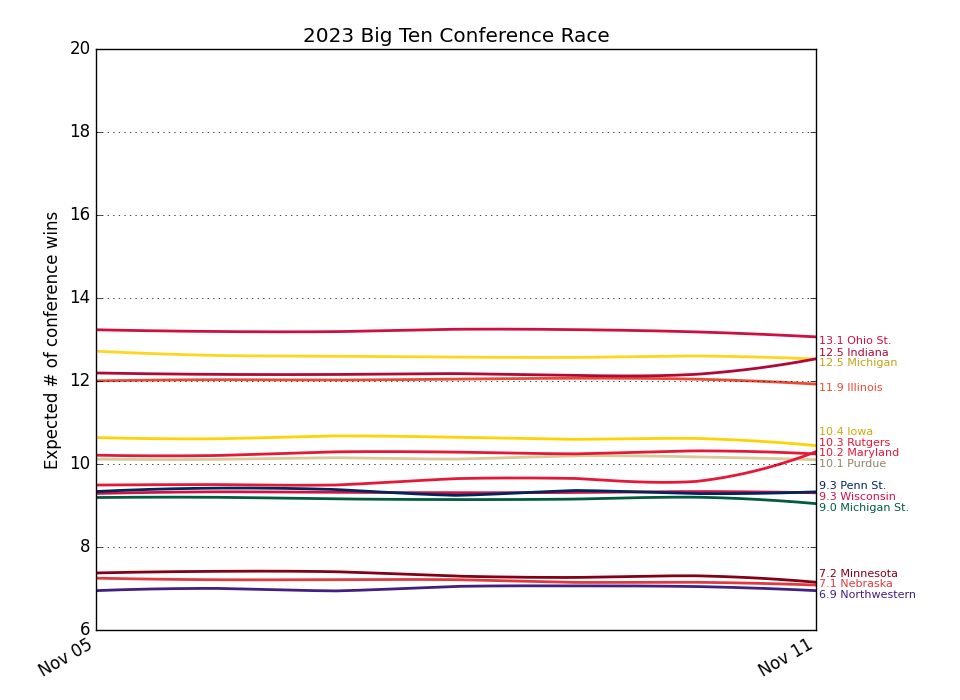 2023 Big Ten Conference Race
Expected # of conference wins
20
18
16
14
12
10
8
6
13.1 Ohio St.
12.5 Indiana
12.5 Michigan
11.9 Illinois
10.4 Iowa
10.3 Rutgers
10.2 Maryland
10.1 Purdue
9.3 Penn St.
9.3 Wisconsin
9.0 Michigan St.
7.2 Minnesota
7.1 Nebraska
6.9 Northwestern
Nov 05
Nov 11